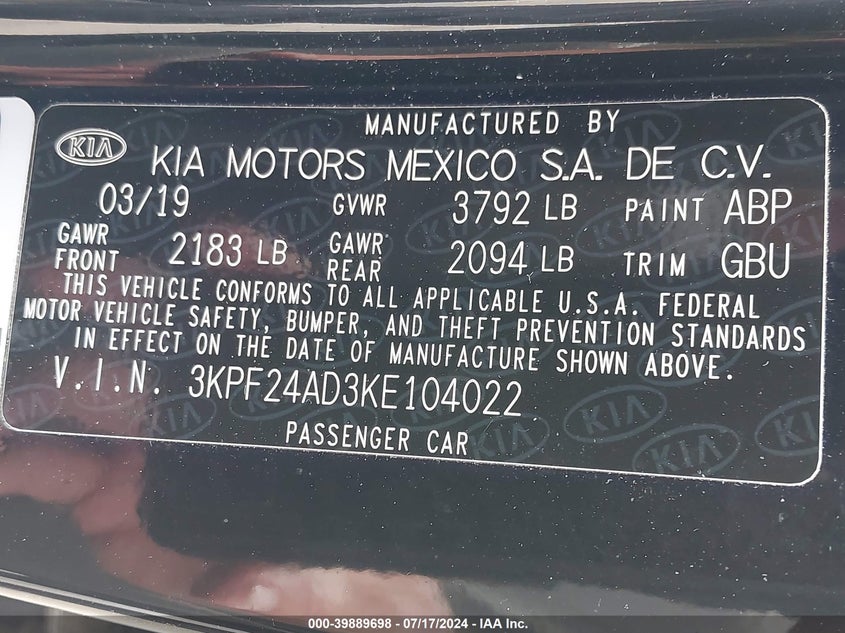 MANUFACTURED BY
KIA KIA MOTORS MEXICO S.A. DE C.V.
03/19 GVWR 3792 LB PAINT ABP
GAWR FRONT 2183 LB GAWR REAR 2094 LB TRIM GBU
THIS VEHICLE CONFORMS TO ALL APPLICABLE U.S.A. FEDERAL
MOTOR VEHICLE SAFETY, BUMPER, AND THEFT PREVENTION STANDARDS
IN EFFECT ON THE DATE OF MANUFACTURE SHOWN ABOVE.
V.I.N. 3KPF24AD3KE104022
PASSENGER CAR
000-39889698 - 07/17/2024 - IAA Inc.